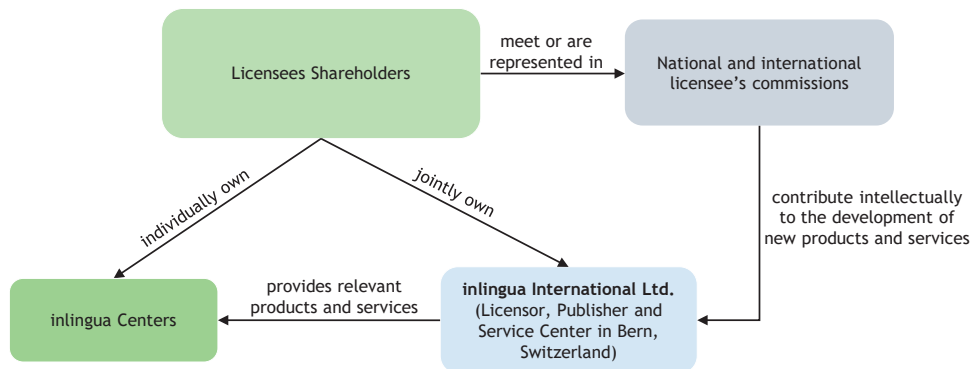 Licensees Shareholders
meet or are
represented in
National and international
licensee's commissions
individually own
jointly own
contribute intellectually
to the development of
new products and services
inlingua Centers
provides relevant
products and services
inlingua International Ltd.
(Licensor, Publisher and
Service Center in Bern,
Switzerland)